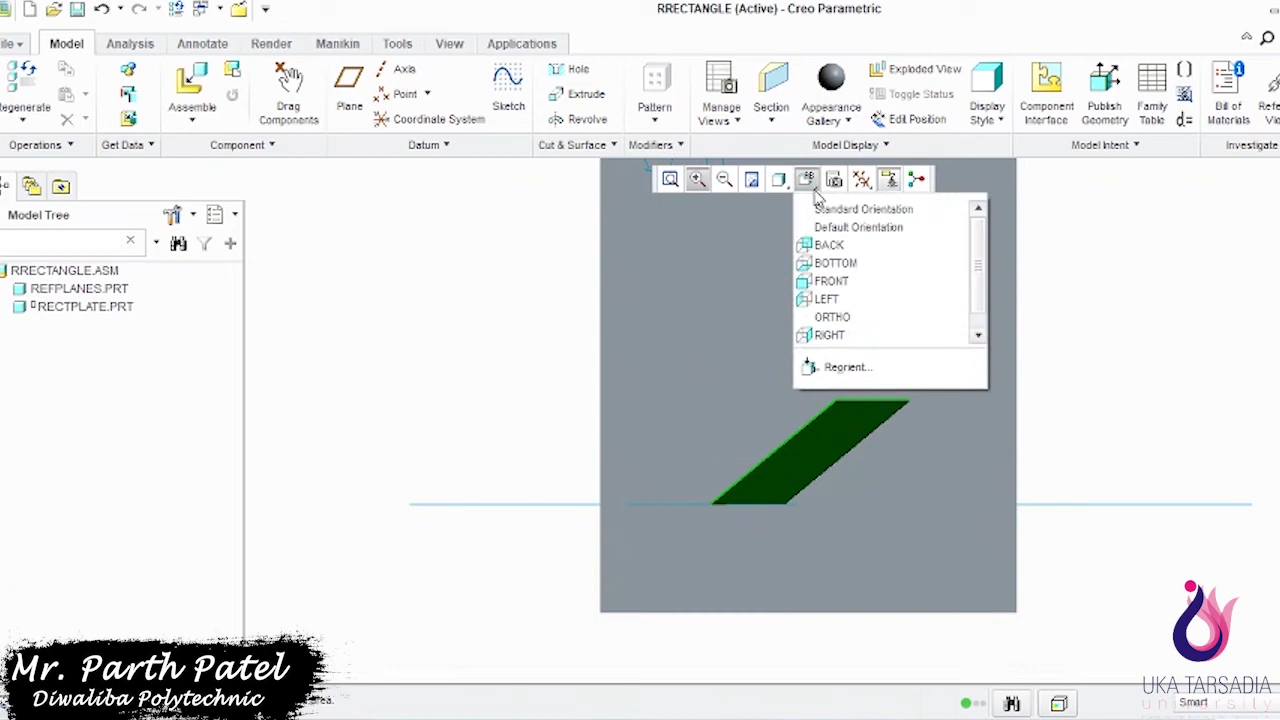 RRECTANGLE (Active) - Creo Parametric
Model Analysis Annotate Render Manikin Tools View Applications
Regenerate
Assemble
Drag Components
Plane
Axis
Point
Coordinate System
Sketch
Hole
Extrude
Revolve
Pattern
Manage Views
Section
Appearance Gallery
Exploded View
Toggle Status
Edit Position
Display Style
Component Interface
Publish Geometry
Family Table
d=
Bill of Materials
Operations Get Data Component Datum Cut & Surface Modifiers Model Display Model Intent Investigate
Model Tree
Standard Orientation
Default Orientation
BACK
BOTTOM
FRONT
LEFT
ORTHO
RIGHT
Reorient...
RRECTANGLE.ASM
REFPLANES.PRT
RECTPLATE.PRT
Mr. Parth Patel
Diwaliba Polytechnic
UKA TARSADIA
university
Smart